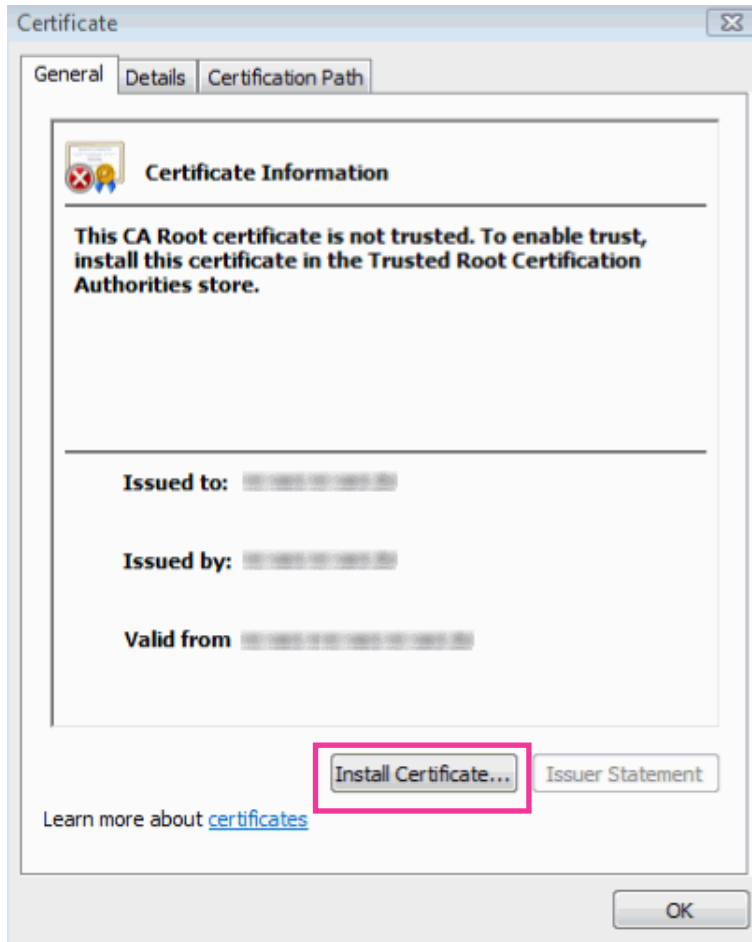 Certificate
General
Details
Certification Path
Certificate Information
This CA Root certificate is not trusted. To enable trust,
install this certificate in the Trusted Root Certification
Authorities store.
Issued to:
Issued by:
Valid from
Install Certificate...
Issuer Statement
Learn more about certificates
OK